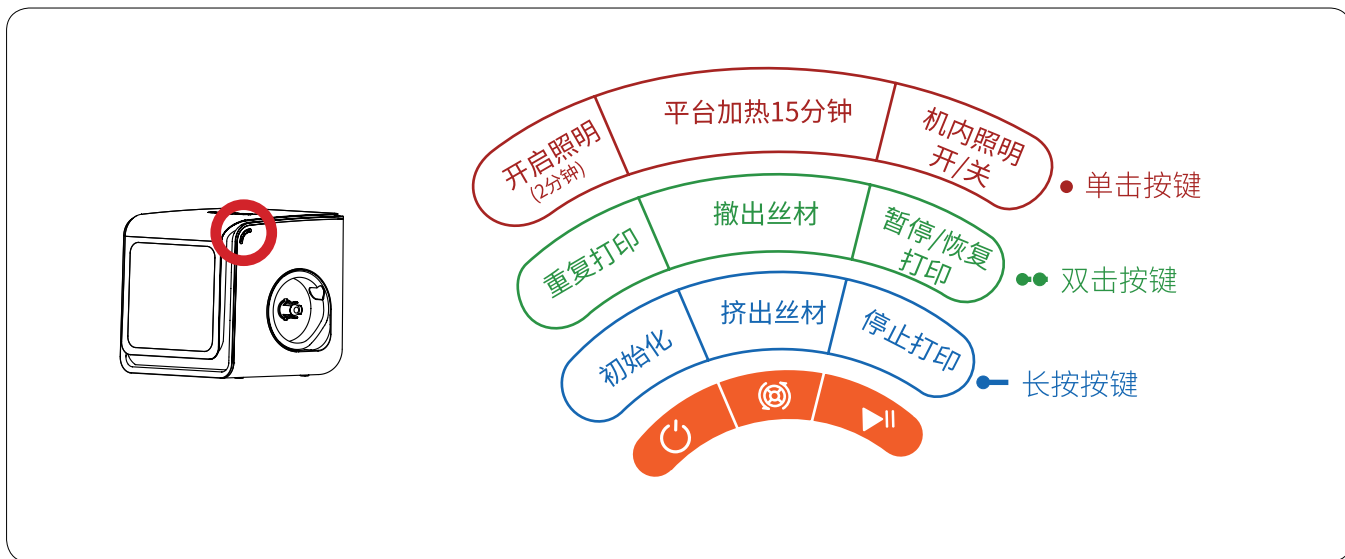 开启照明
(2分钟)
平台加热15分钟
机内照明
开/关
单击按键
重复打印
撤出丝材
暂停/恢复
打印
双击按键
初始化
挤出丝材
停止打印
长按按键